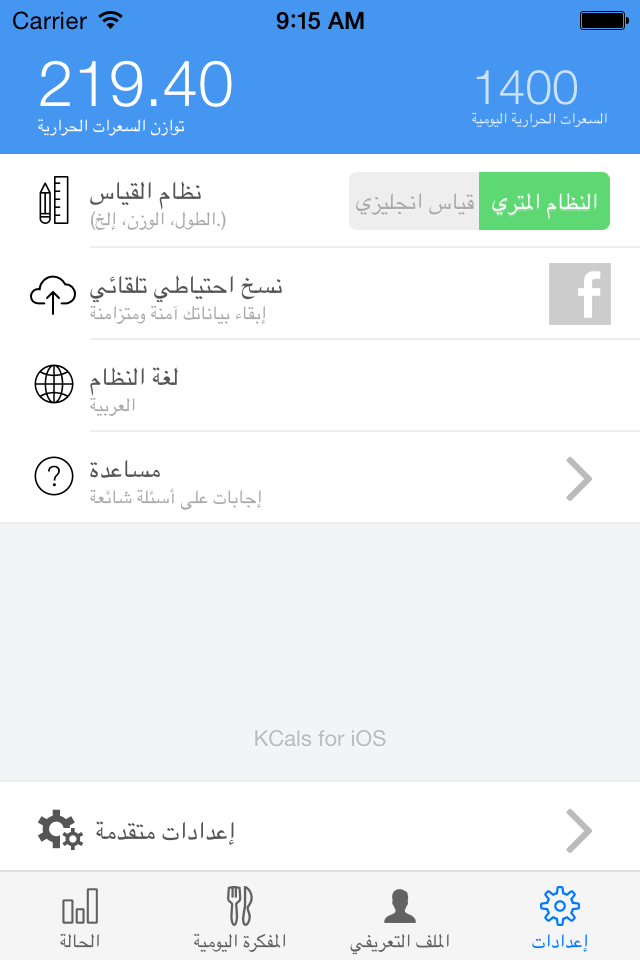 Carrier
9:15 AM
219.40
توازن السعرات الحرارية
1400
السعرات الحرارية اليومية
نظام القياس
(.الطول، الوزن، إلخ)
قياس انجليزي
النظام المتري
نسخ احتياطي تلقائي
إبقاء بياناتك آمنة ومتزامنة
f
لغة النظام
العربية
?
مساعدة
إجابات على أسئلة شائعة
KCals for iOS
إعدادات متقدمة
الحالة
المفكرة اليومية
الملف التعريفي
إعدادات